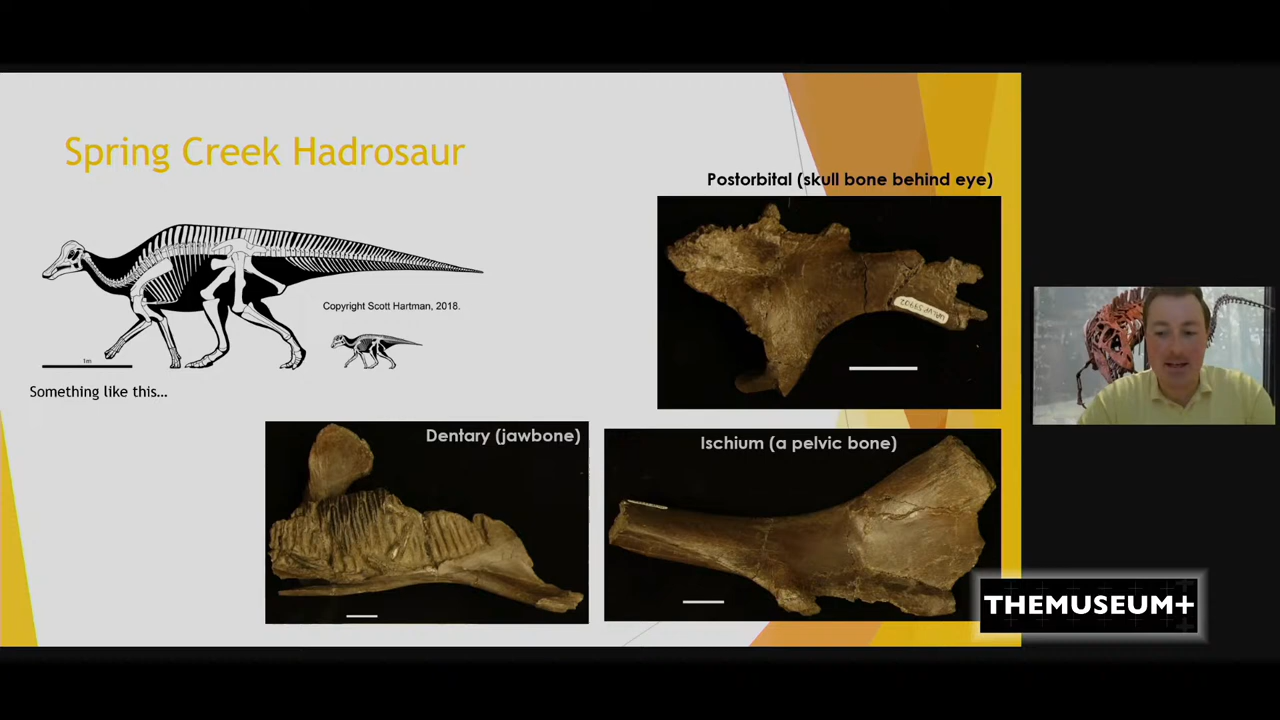 Spring Creek Hadrosaur
Postorbital (skull bone behind eye)
Copyright Scott Hartman, 2018.
1m
Something like this...
Dentary (jawbone)
Ischium (a pelvic bone)
THEMUSEUM+